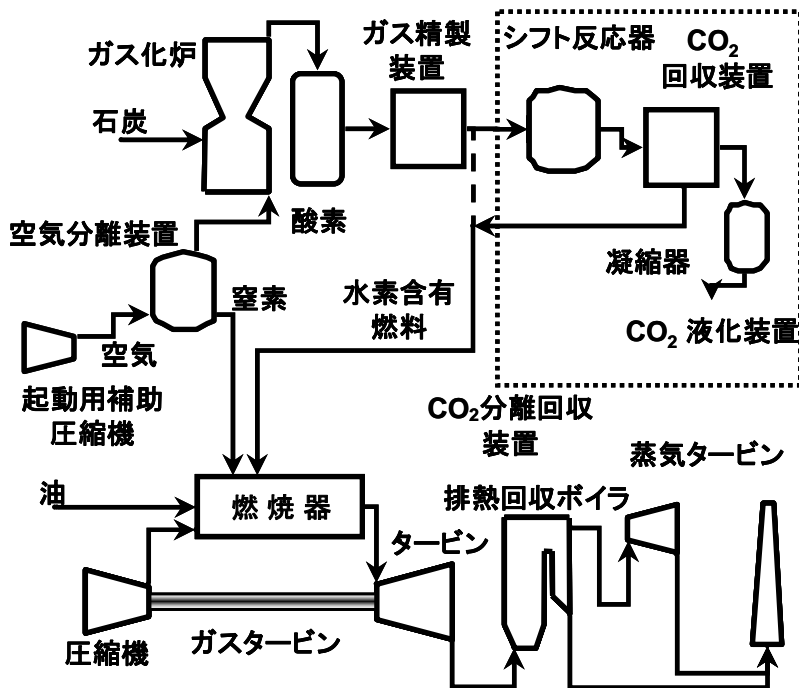 ガス化炉
ガス精製
装置
シフト反応器
CO2
回収装置
石炭
酸素
空気分離装置
凝縮器
窒素
水素含有
燃料
CO2 液化装置
空気
起動用補助
圧縮機
CO2分離回収
装置
蒸気タービン
油
燃焼器
排熱回収ボイラ
タービン
圧縮機
ガスタービン